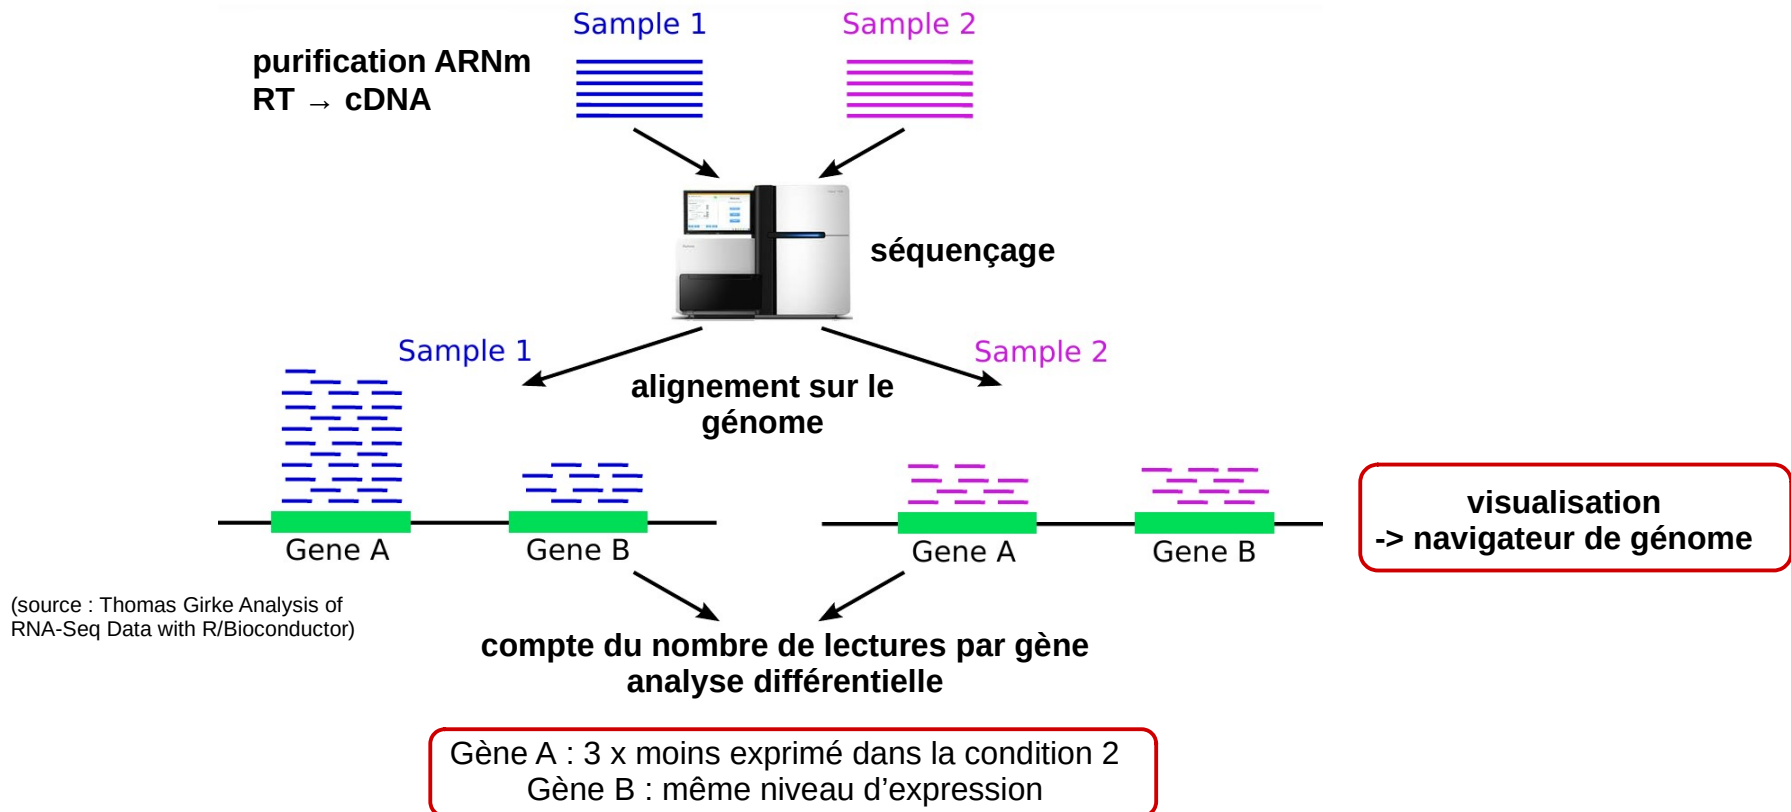 Sample 1
Sample 2
purification ARNm
RT → cDNA
séquençage
Sample 1
Sample 2
alignement sur le
génome
Gene A
Gene B
Gene A
Gene B
visualisation
-> navigateur de génome
(source : Thomas Girke Analysis of
RNA-Seq Data with R/Bioconductor)
compte du nombre de lectures par gène
analyse différentielle
Gène A : 3 x moins exprimé dans la condition 2
Gène B : même niveau d’expression